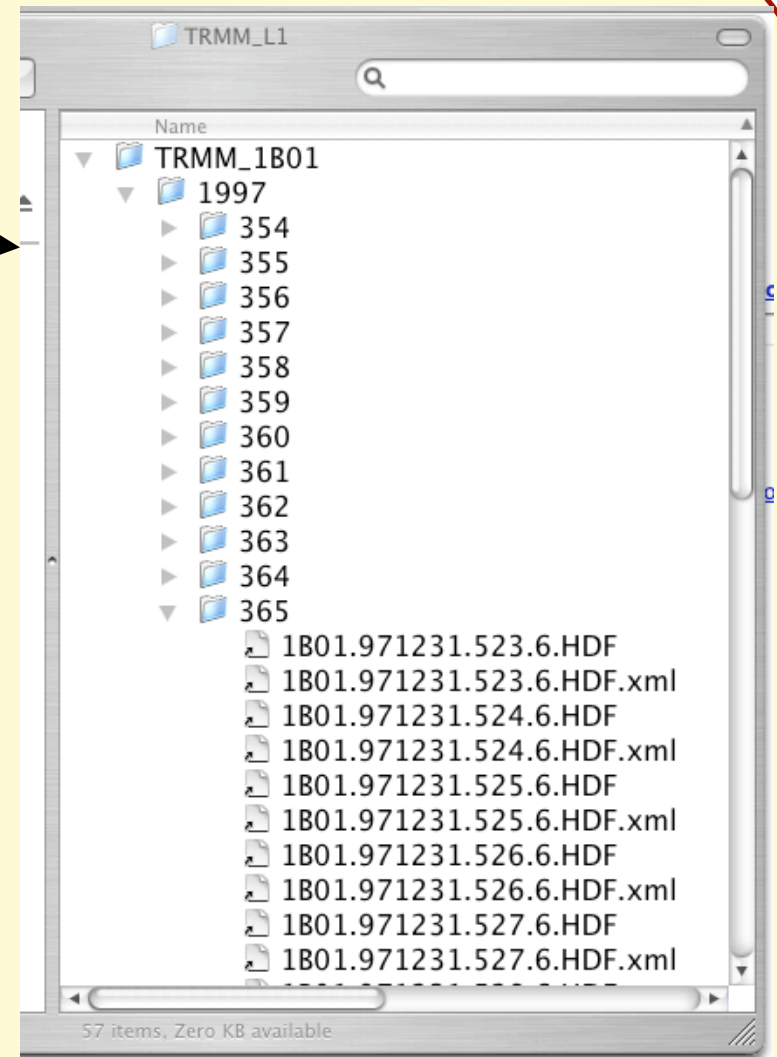 TRMM_L1
Name
TRMM_1B01
1997
354
355
356
357
358
359
360
361
362
363
364
365
1B01.971231.523.6.HDF
1B01.971231.523.6.HDF.xml
1B01.971231.524.6.HDF
1B01.971231.524.6.HDF.xml
1B01.971231.525.6.HDF
1B01.971231.525.6.HDF.xml
1B01.971231.526.6.HDF
1B01.971231.526.6.HDF.xml
1B01.971231.527.6.HDF
1B01.971231.527.6.HDF.xml
57 items, Zero KB available